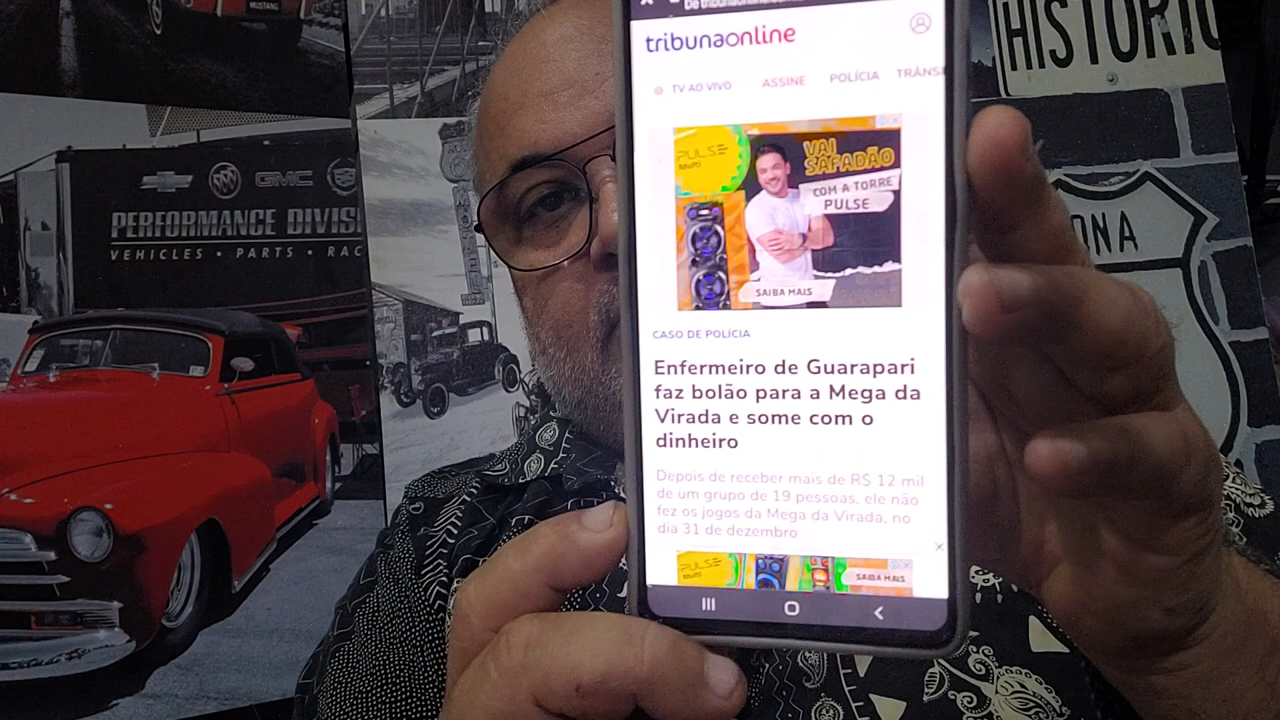 MUSTANG
GMC
PERFORMANCE DIVISI
VEHICLES • PARTS • RAC
tribunaonline
TV AO VIVO ASSINE POLÍCIA TRÂNSI
PULSE
VAI
SAFADÃO
COM A TORRE
PULSE
SAIBA MAIS
CASO DE POLÍCIA
Enfermeiro de Guarapari
faz bolão para a Mega da
Virada e some com o
dinheiro
Depois de receber mais de R$ 12 mil
de um grupo de 19 pessoas, ele não
fez os jogos da Mega da Virada, no
dia 31 de dezembro
PULSE
SAIBA MAIS
HISTORIC
ONA